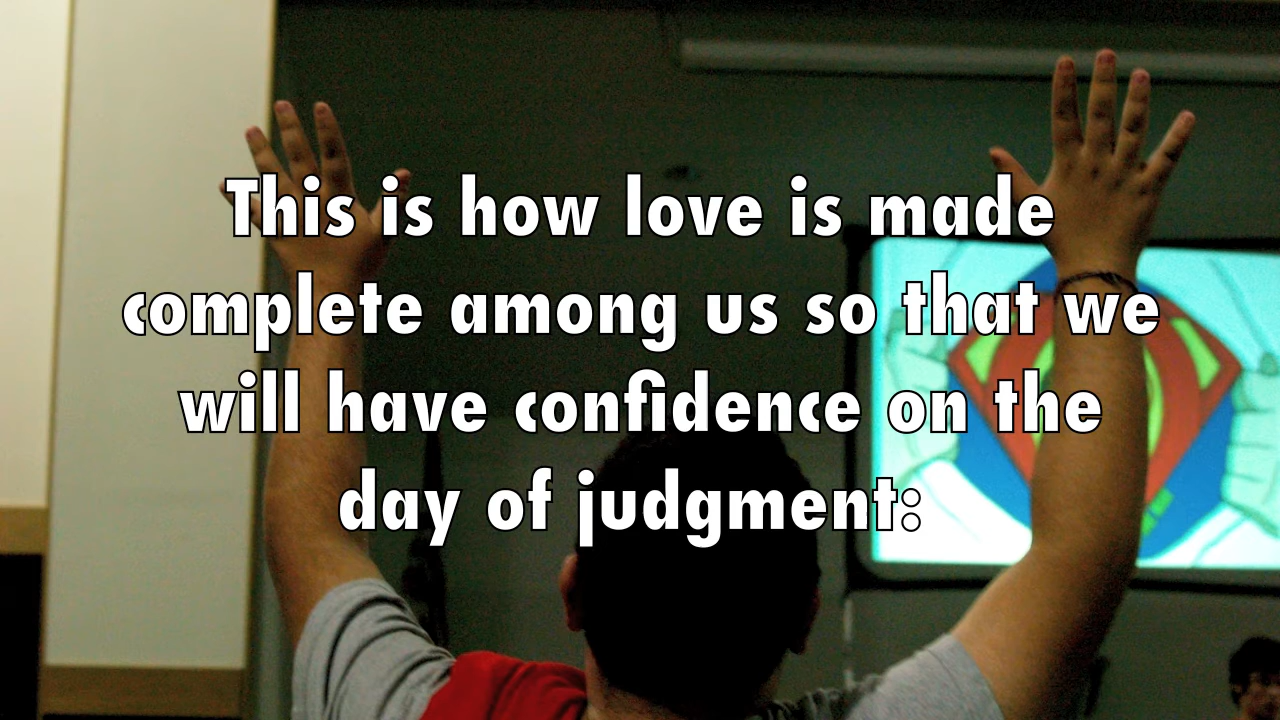 This is how love is made
complete among us so that we
will have confidence on the
day of judgment: